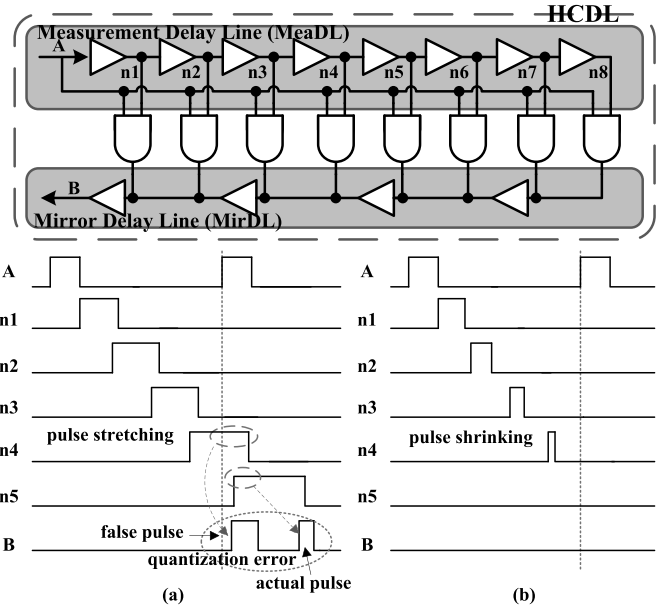 HCDL
Measurement Delay Line (MeaDL)
A
n1 n2 n3 n4 n5 n6 n7 n8
B
Mirror Delay Line (MirDL)
A
n1
n2
n3
pulse stretching
n4
n5
false pulse
B
quantization error
actual pulse
(a)
A
n1
n2
n3
pulse shrinking
n4
n5
B
(b)